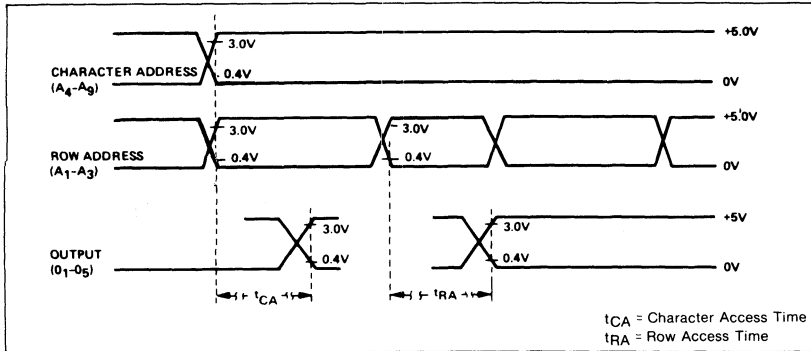 +5.0V
3.0V
CHARACTER ADDRESS
(A4-A9)
0.4V
0V
+5.0V
3.0V
3.0V
ROW ADDRESS
(A1-A3)
0.4V
0.4V
0V
+5V
3.0V
3.0V
OUTPUT
(01-05)
0.4V
0.4V
0V
tCA
tRA
tCA = Character Access Time
tRA = Row Access Time